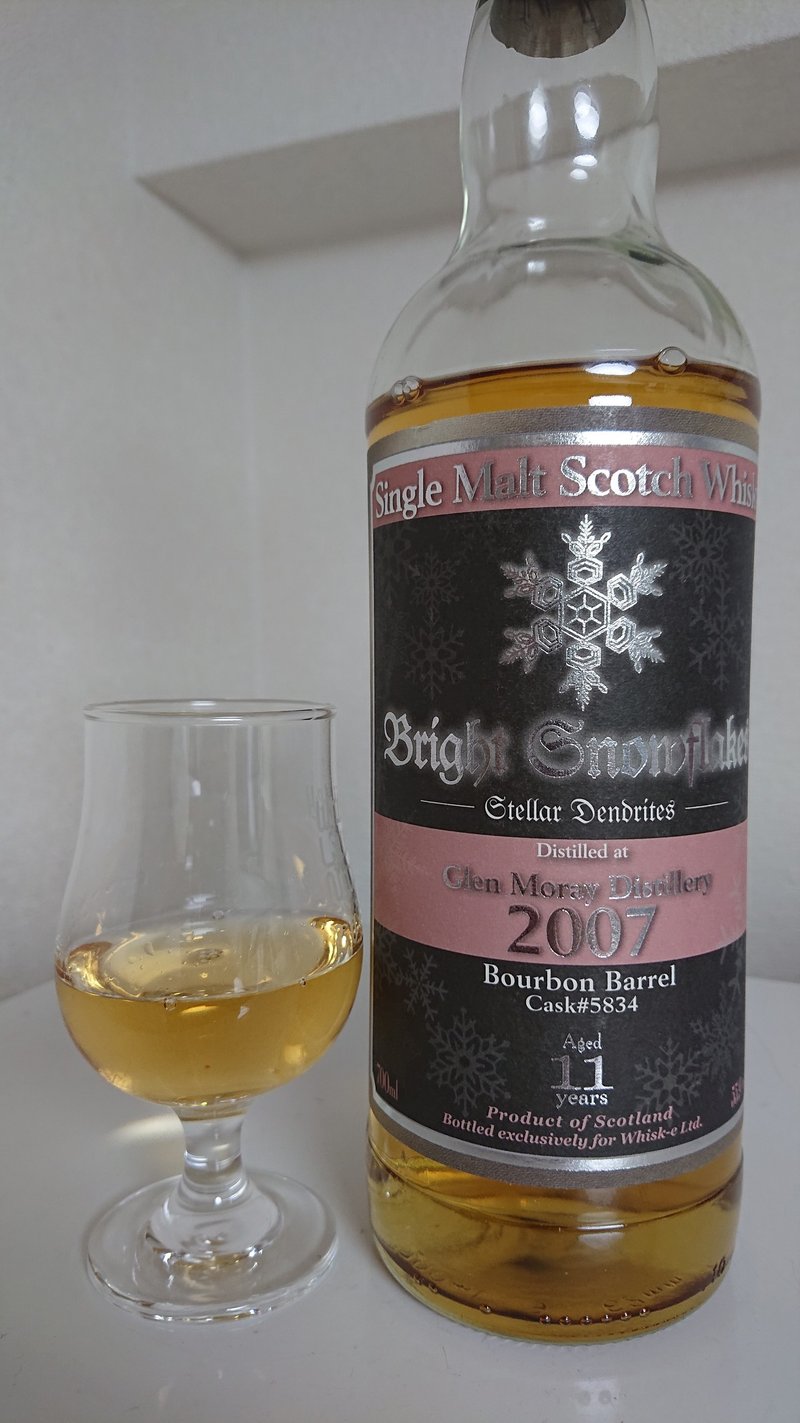 Single Malt Scotch Whis
Bright Snowflakes
Stellar Dendrites
Distilled at
Glen Moray Distillery
2007
Bourbon Barrel
Cask#5834
Aged
11
years
700ml
Product of Scotland
Bottled exclusively for Whisk-e Ltd.